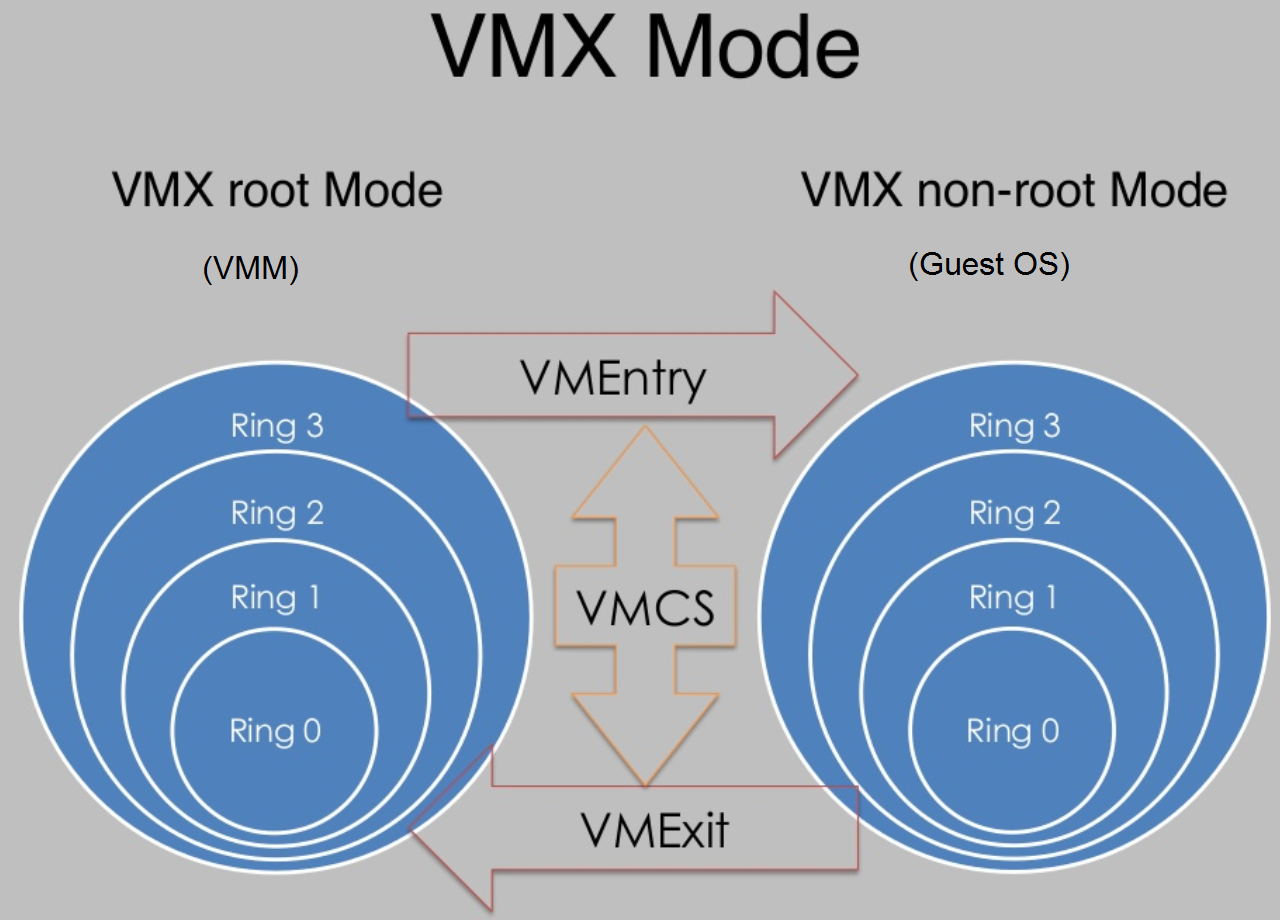 VMX Mode
VMX root Mode
(VMM)
VMX non-root Mode
(Guest OS)
VMEntry
Ring 3
Ring 2
Ring 1
Ring 0
VMCS
Ring 3
Ring 2
Ring 1
Ring 0
VMExit